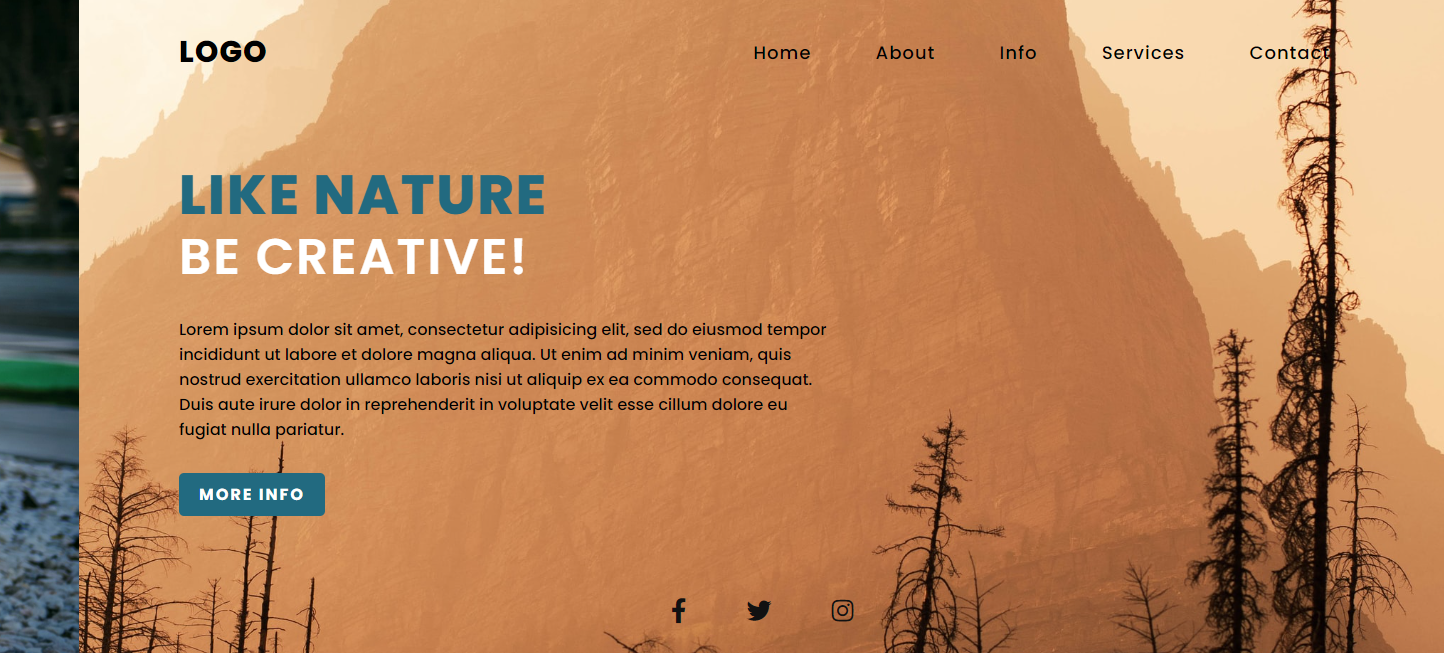 LOGO
Home About Info Services Contact
LIKE NATURE
BE CREATIVE!
Lorem ipsum dolor sit amet, consectetur adipisicing elit, sed do eiusmod tempor
incididunt ut labore et dolore magna aliqua. Ut enim ad minim veniam, quis
nostrud exercitation ullamco laboris nisi ut aliquip ex ea commodo consequat.
Duis aute irure dolor in reprehenderit in voluptate velit esse cillum dolore eu
fugiat nulla pariatur.
MORE INFO